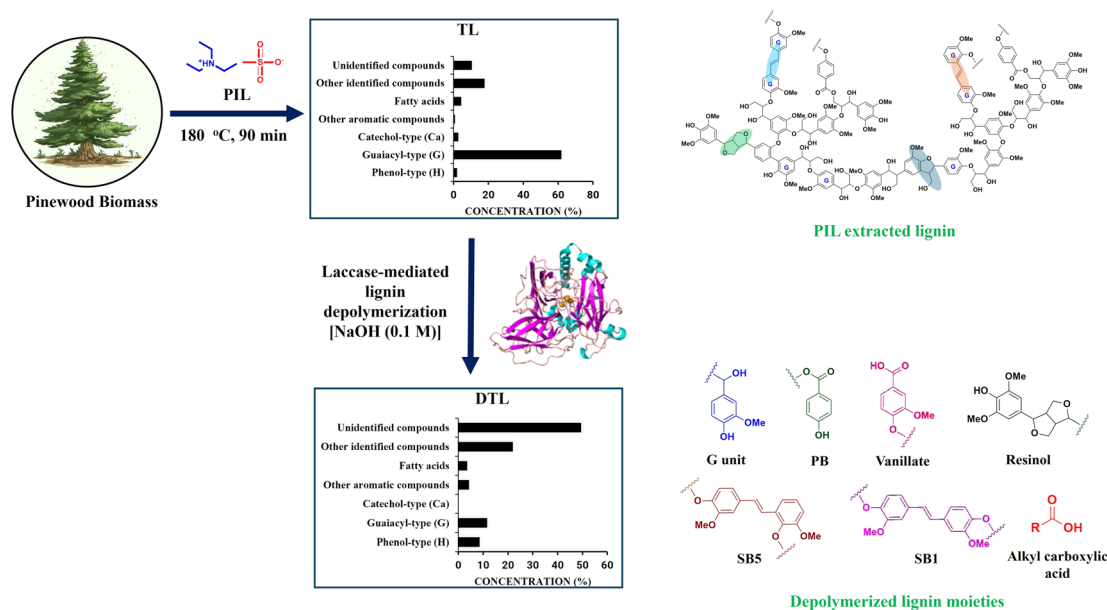 TL
Unidentified compounds
Other identified compounds
Fatty acids
Other aromatic compounds
Catechol-type (Ca)
Guaiacyl-type (G)
Phenol-type (H)
0 20 40 60 80
CONCENTRATION (%)
PIL
180 °C, 90 min
Pinewood Biomass
PIL extracted lignin
Laccase-mediated
lignin
depolymerization
[NaOH (0.1 M)]
DTL
Unidentified compounds
Other identified compounds
Fatty acids
Other aromatic compounds
Catechol-type (Ca)
Guaiacyl-type (G)
Phenol-type (H)
0 10 20 30 40 50 60
CONCENTRATION (%)
G unit
PB
Vanillate
Resinol
SB5
SB1
Alkyl carboxylic
acid
Depolymerized lignin moieties